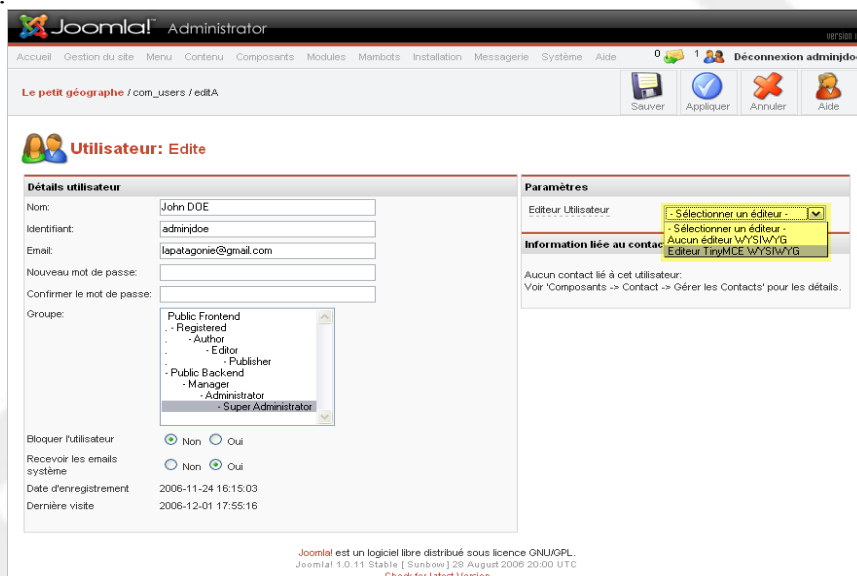 Joomla!™ Administrator
version
Accueil Gestion du site Menu Contenu Composants Modules Mambots Installation Messagerie Système Aide 0 1 Déconnexion adminjdo
Le petit géographe / com_users / editA
Sauver Appliquer Annuler Aide
Utilisateur: Edite
Détails utilisateur
Nom: John DOE
Identifiant: adminjdoe
Email: lapatagonie@gmail.com
Nouveau mot de passe:
Confirmer le mot de passe:
Groupe:
Public Frontend
. - Registered
. - Author
. - Editor
. - Publisher
- Public Backend
- Manager
- Administrator
- Super Administrator
Bloquer l'utilisateur Non Oui
Recevoir les emails
système
Non Oui
Date d'enregistrement 2006-11-24 16:15:03
Dernière visite 2006-12-01 17:55:16
Paramètres
Editeur Utilisateur - Sélectionner un éditeur -
- Sélectionner un éditeur -
Aucun éditeur WYSIWYG
Editeur TinyMCE WYSIWYG
Information liée au contac
Aucun contact lié à cet utilisateur:
Voir 'Composants -> Contact -> Gérer les Contacts' pour les détails.
Joomla! est un logiciel libre distribué sous licence GNU/GPL.
Joomla! 1.0.11 Stable [ Sunbow ] 28 August 2006 20:00 UTC
Check for Latest Version